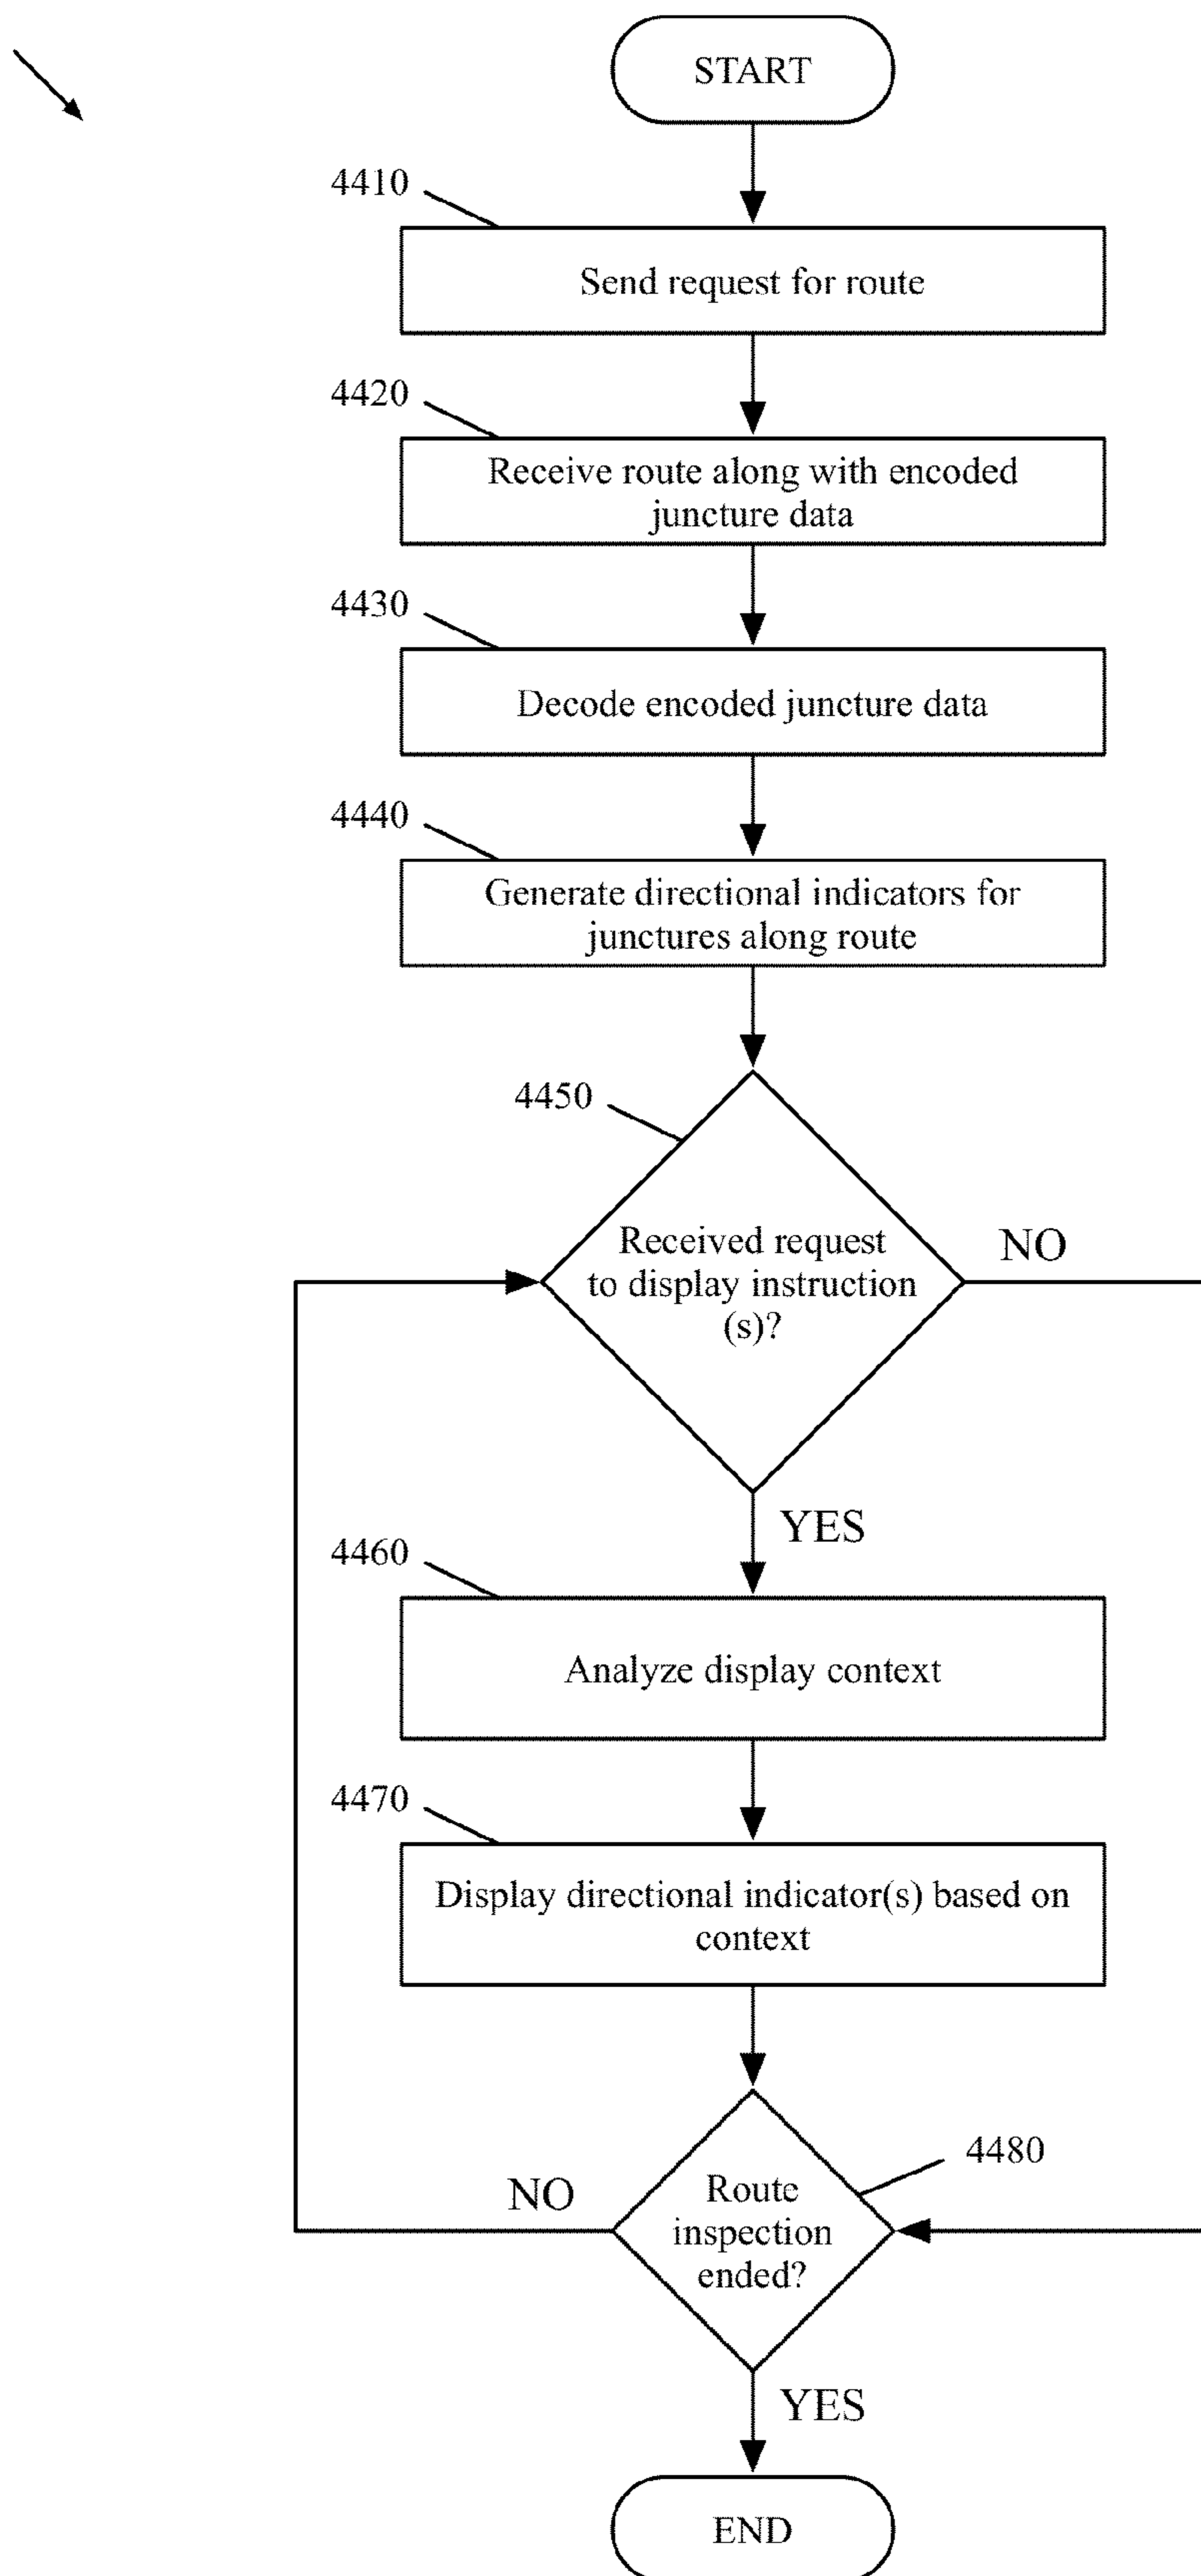 START
4410
Send request for route
4420
Receive route along with encoded
juncture data
4430
Decode encoded juncture data
4440
Generate directional indicators for
junctures along route
4450
Received request
to display instruction
(s)?
NO
YES
4460
Analyze display context
4470
Display directional indicator(s) based on
context
4480
NO
Route
inspection
ended?
YES
END